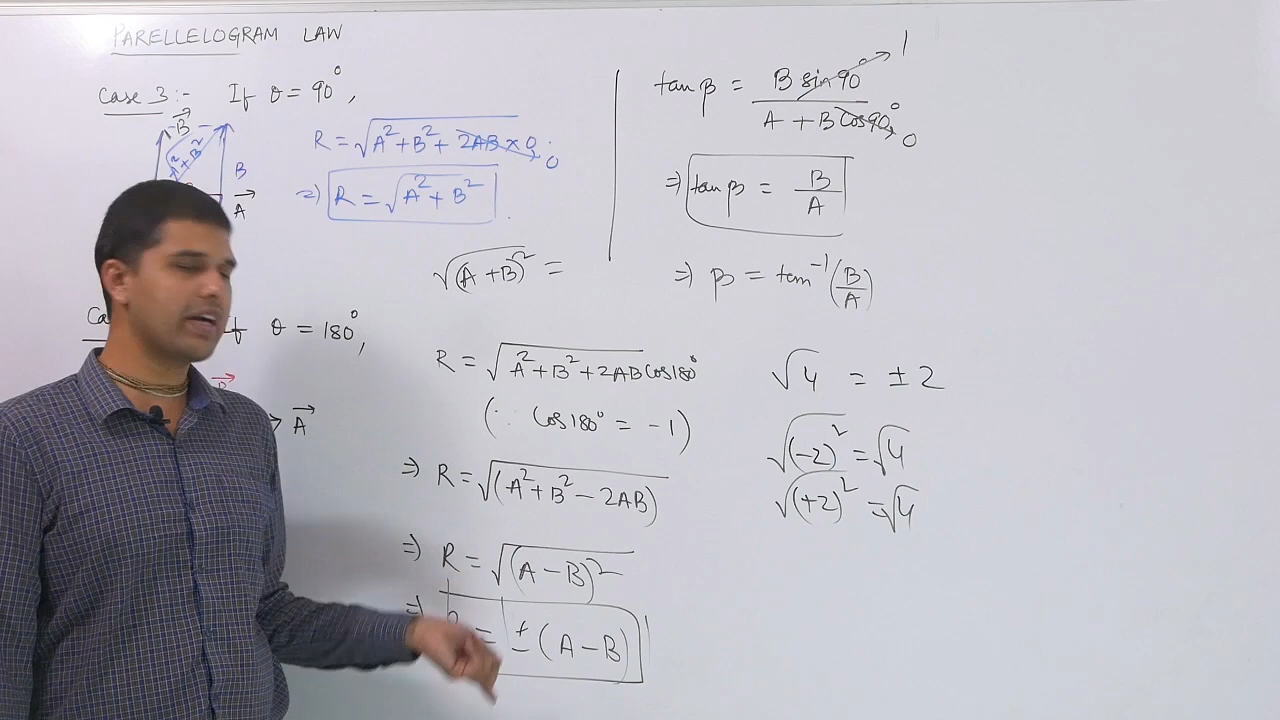 PARELLELOGRAM LAW
Case 3 :- If θ = 90°,
B⃗
B
A⃗
R = √A² + B² + 2AB × 0 0
⇒ R = √A² + B²
√(A + B)² =
tan β = B sin 90° / A + B cos 90° 1 0
⇒ tan β = B / A
⇒ β = tan⁻¹ (B / A)
If θ = 180°,
A⃗
R = √A² + B² + 2AB Cos 180°
(∵ Cos 180° = -1)
⇒ R = √(A² + B² - 2AB)
⇒ R = √(A - B)²
⇒ R = ± (A - B)
√4 = ± 2
√(-2)² = √4
√(+2)² = √4